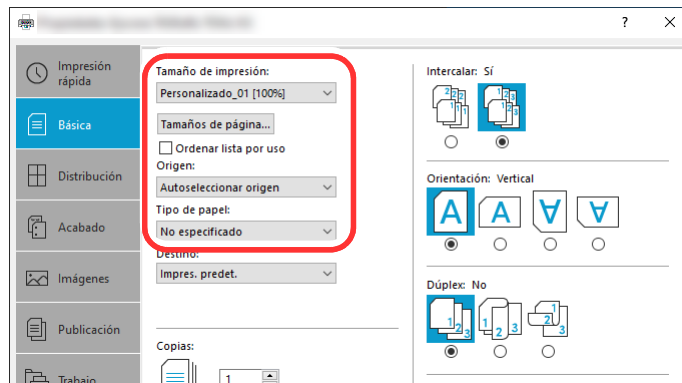 Impresión
rápida
Básica
Distribución
Acabado
Imágenes
Publicación
Trabajo
Tamaño de impresión:
Personalizado_01 [100%]
Tamaños de página...
Ordenar lista por uso
Origen:
Autoseleccionar origen
Tipo de papel:
No especificado
Destino:
Impres. predet.
Copias:
1
Intercalar: Sí
Orientación: Vertical
Dúplex: No